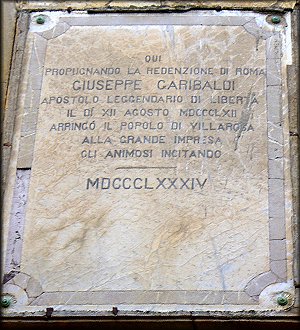 QUI
PROPUGNANDO LA REDENZIONE DI ROMA
GIUSEPPE GARIBALDI
APOSTOLO LEGGENDARIO DI LIBERTÀ
IL DÌ XII AGOSTO MDCCCLXII
ARRINGÒ IL POPOLO DI VILLAROSA
ALLA GRANDE IMPRESA
GLI ANIMOSI INCITANDO
MDCCCLXXXIV